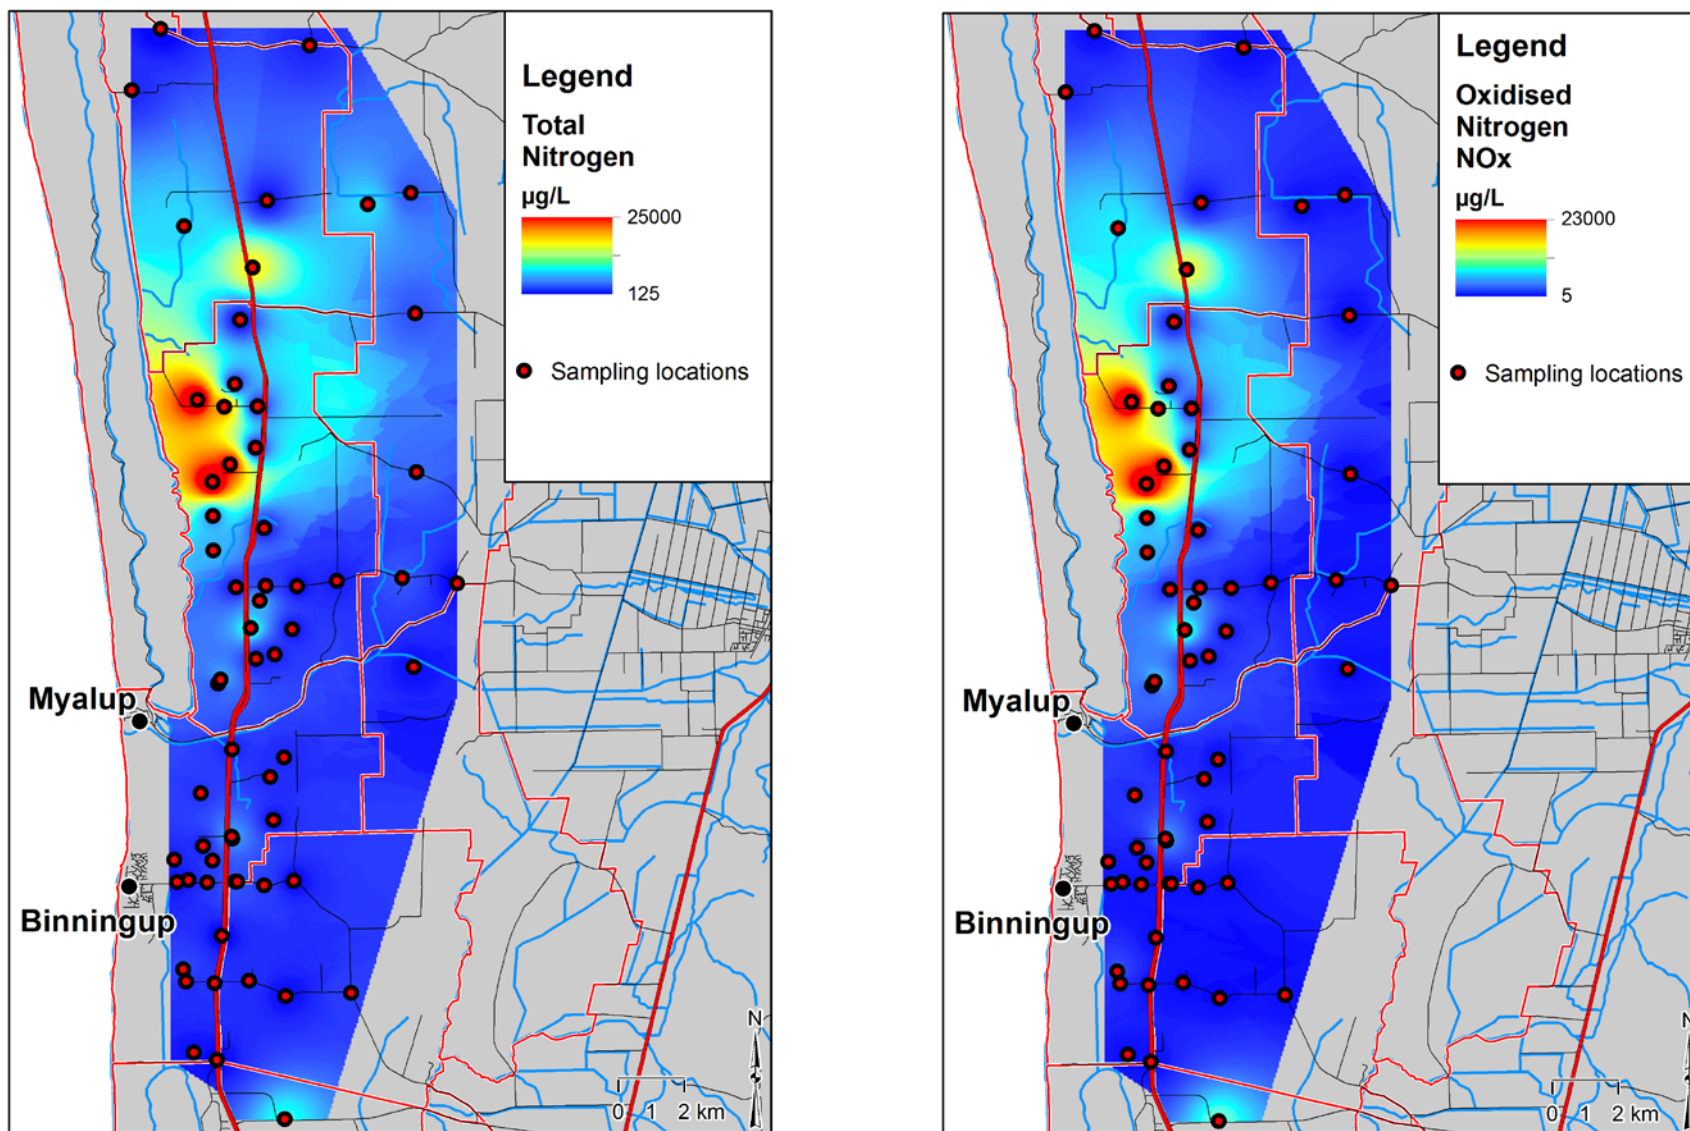 Legend
Total
Nitrogen
µg/L
25000
125
Sampling locations
Myalup
Binningup
N
0 1 2 km
Legend
Oxidised
Nitrogen
NOx
µg/L
23000
5
Sampling locations
Myalup
Binningup
N
0 1 2 km